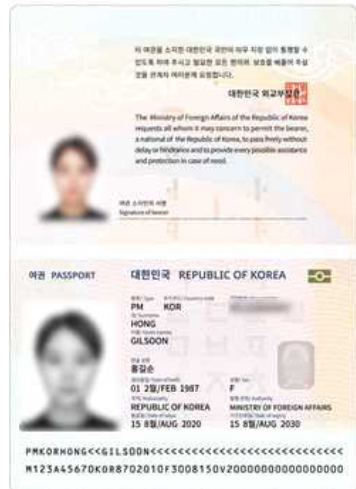 이 여권을 소지한 대한민국 국민이 아무 지장 없이 통행할 수
있도록 하여 주시고 필요한 모든 편의와 보호를 베풀어 주실
것을 관계자 여러분께 요청합니다.
대한민국 외교부장관
The Ministry of Foreign Affairs of the Republic of Korea
requests all whom it may concern to permit the bearer,
a national of the Republic of Korea, to pass freely without
delay or hindrance and to provide every possible assistance
and protection in case of need.
여권 소지인의 서명
Signature of bearer
여권 PASSPORT 대한민국 REPUBLIC OF KOREA
PM KOR
HONG
GILSOON
홍길순
01 2월/FEB 1987 F
REPUBLIC OF KOREA MINISTRY OF FOREIGN AFFAIRS
15 8월/AUG 2020 15 8월/AUG 2030